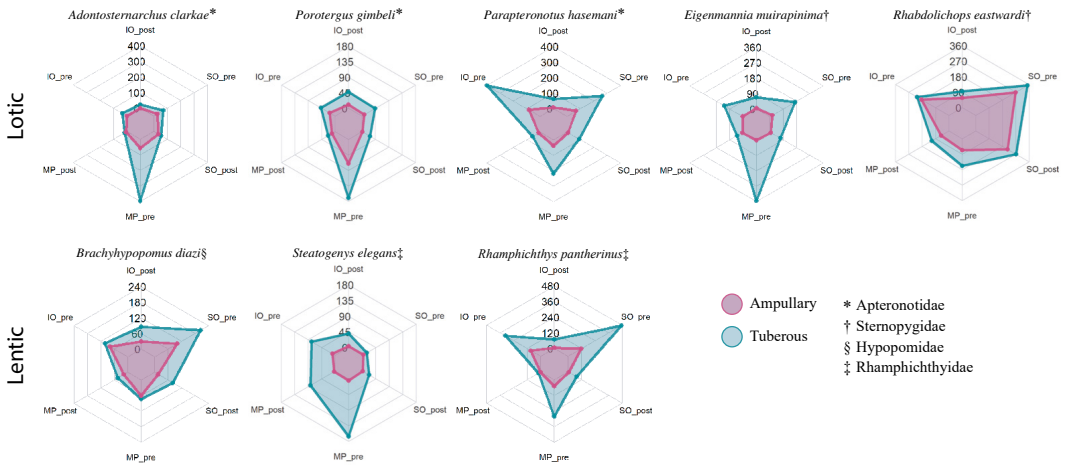 Adontosternarchus clarkae*
IO_post
400
300
200
100
IO_pre
SO_pre
MP_post
SO_post
MP_pre
Porotergus gimbeli*
IO_post
180
135
90
45
0
IO_pre
SO_pre
MP_post
SO_post
MP_pre
Parapteronotus hasemani*
IO_post
400
300
200
100
0
IO_pre
SO_pre
MP_post
SO_post
MP_pre
Eigenmannia muirapinima†
IO_post
360
270
180
90
0
IO_pre
SO_pre
MP_post
SO_post
MP_pre
Rhabdolichops eastwardi†
IO_post
360
270
180
90
0
IO_pre
SO_pre
MP_post
SO_post
MP_pre
Lotic
Brachyhypopomus diazi§
IO_post
240
180
120
60
0
IO_pre
SO_pre
MP_post
SO_post
MP_pre
Steatogenys elegans‡
IO_post
180
135
90
45
0
IO_pre
SO_pre
MP_post
SO_post
MP_pre
Rhamphichthys pantherinus‡
IO_post
480
360
240
120
0
IO_pre
SO_pre
MP_post
SO_post
MP_pre
Lentic
Ampullary
Tuberous
* Apteronotidae
† Sternopygidae
§ Hypopomidae
‡ Rhamphichthyidae